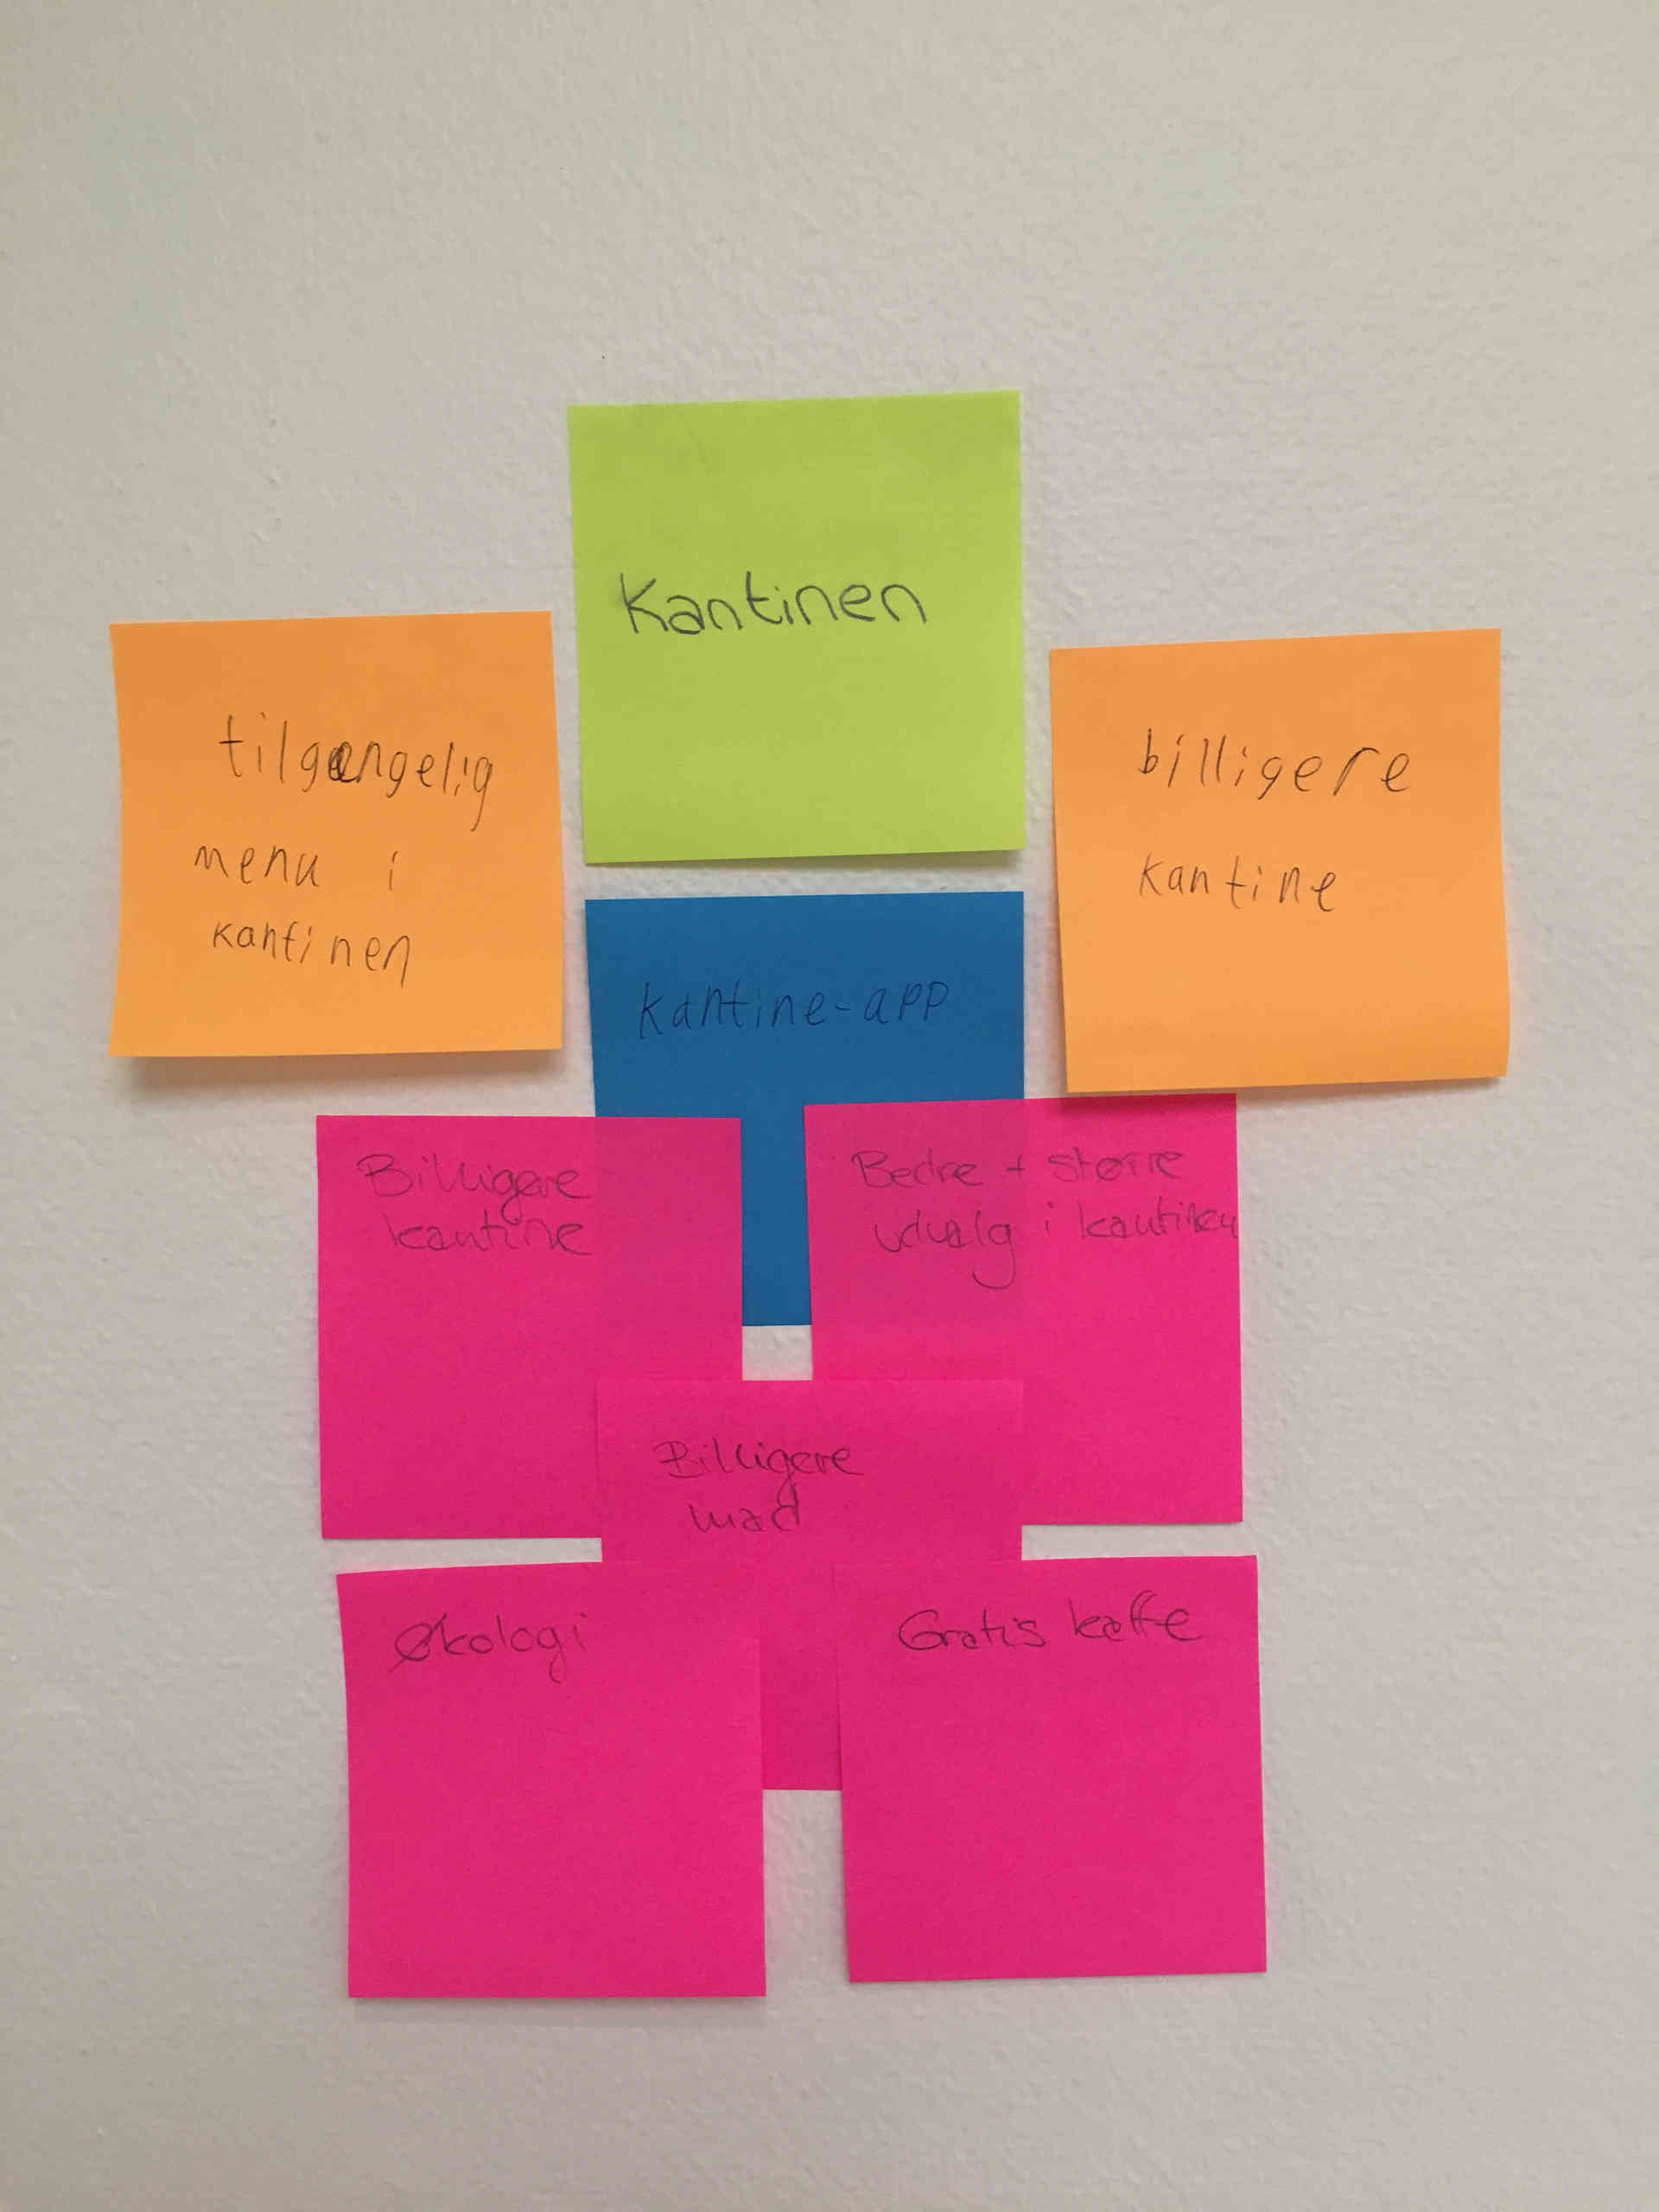 Kantinen
tilgængelig
menu i
kantinen
billigere
kantine
kantine-app
Billigere
kantine
Bedre + større
udvalg i kantinen
Billigere
mad
Økologi
Gratis kaffe